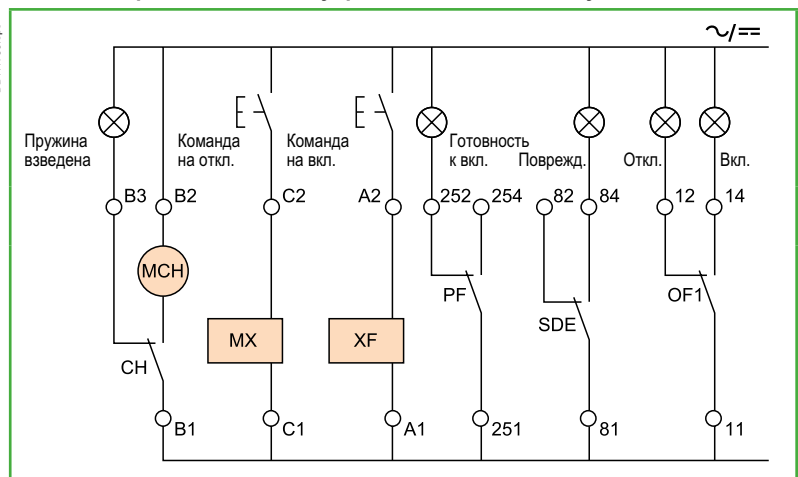 ~/==
Пружина
взведена
Команда
на откл.
Команда
на вкл.
Готовность
к вкл.
Поврежд.
Откл.
Вкл.
B3
B2
C2
A2
252
254
82
84
12
14
MCH
CH
MX
XF
PF
SDE
OF1
B1
C1
A1
251
81
11